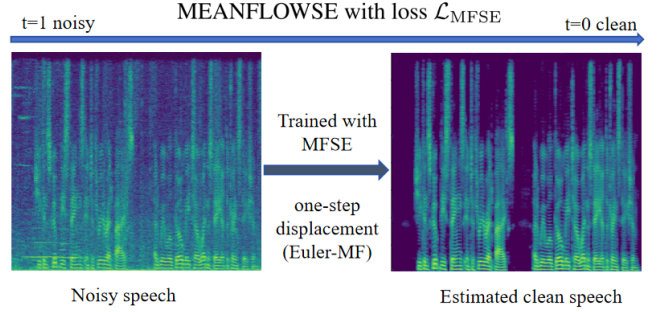 MEANFLOWSE with loss ℒ_MFSE
t=1 noisy
t=0 clean
Trained with
MFSE
one-step
displacement
(Euler-MF)
Noisy speech
Estimated clean speech